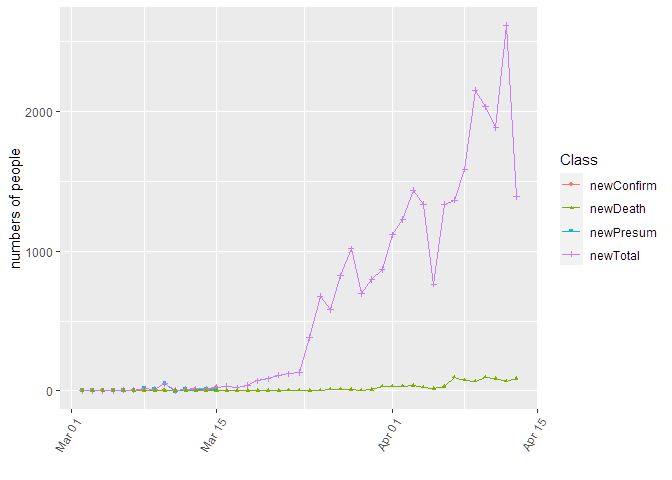 numbers of people
2000
1000
0
Mar 01
Mar 15
Apr 01
Apr 15
Class
newConfirm
newDeath
newPresum
newTotal